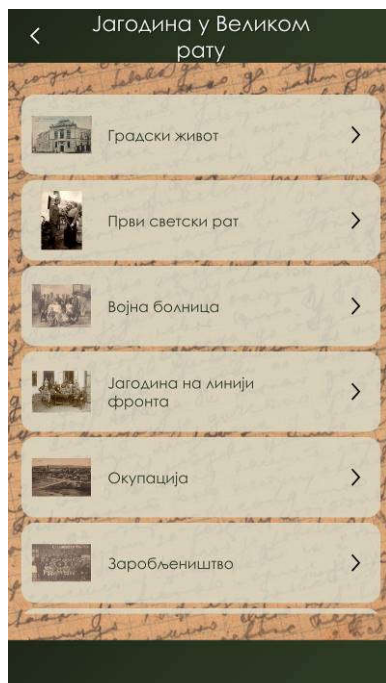 Јагодина у Великом
рату
Градски живот
Први светски рат
Војна болница
Јагодина на линији
фронта
Окупација
Заробљеништво